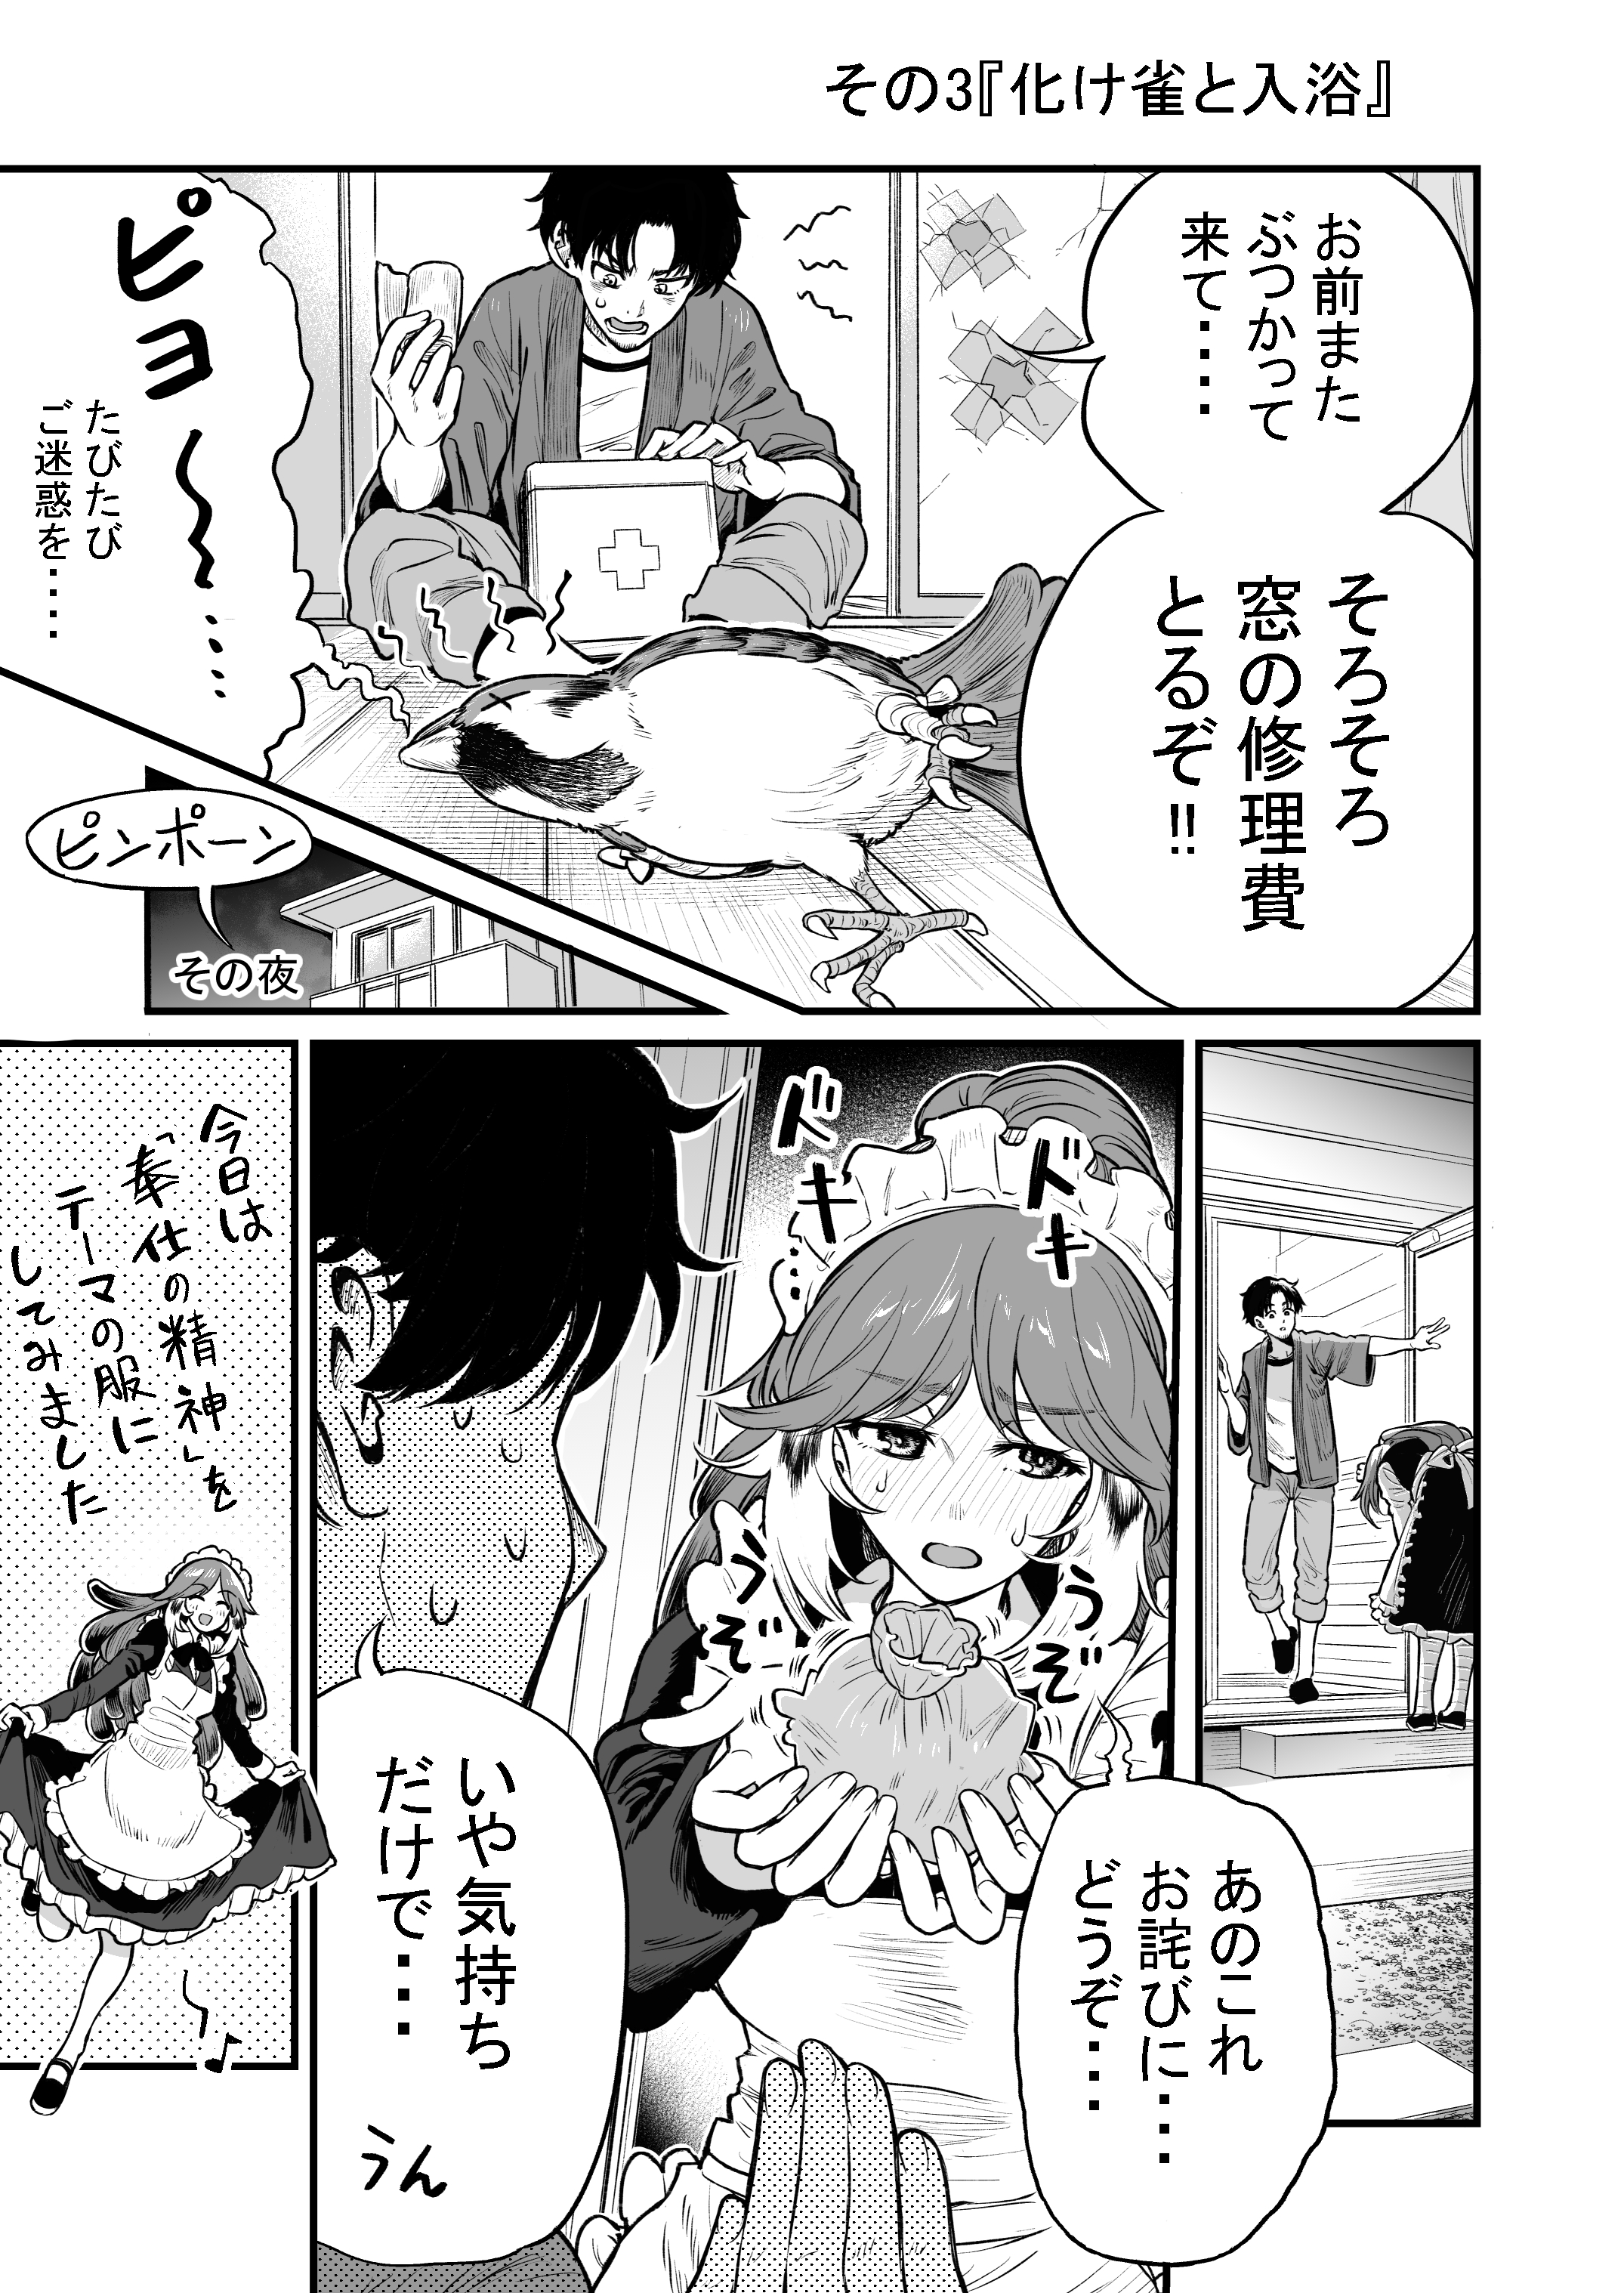 その3『化け雀と入浴』
お前また
ぶつかって
来て・・・・
そろそろ
窓の修理費
とるぞ!!
ピヨ〜・・・・・・
たびたび
ご迷惑を・・・・
ピンポーン
その夜
あのこれ
お詫びに・・・・
どうぞ・・・
ドキ
ドキ・・・
うぞ
うぞ
いや気持ち
だけで・・・
うん
今日は
「奉仕の精神」を
テーマの服に
してみました
♪